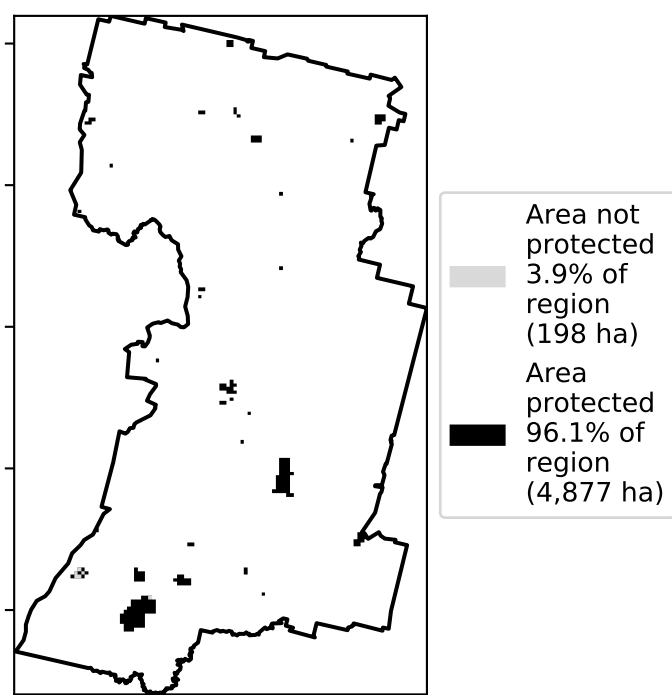 Area not
protected
3.9% of
region
(198 ha)
Area
protected
96.1% of
region
(4,877 ha)